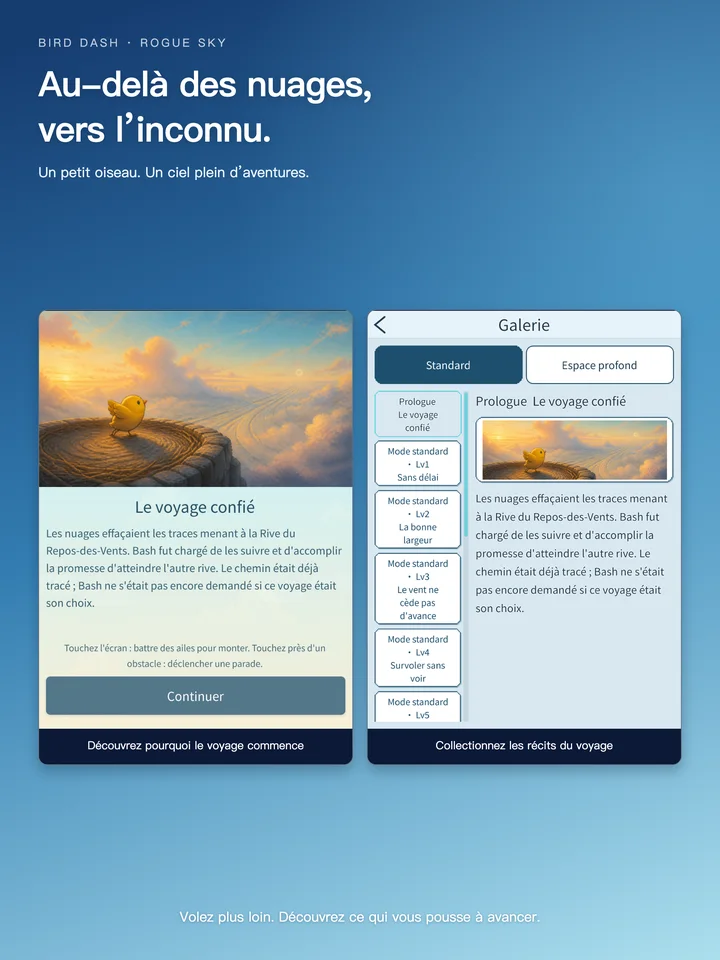 BIRD DASH · ROGUE SKY
Au-delà des nuages,
vers l'inconnu.
Un petit oiseau. Un ciel plein d'aventures.
Le voyage confié
Les nuages effaçaient les traces menant à la Rive du
Repos-des-Vents. Bash fut chargé de les suivre et d'accomplir
la promesse d'atteindre l'autre rive. Le chemin était déjà
tracé ; Bash ne s'était pas encore demandé si ce voyage était
son choix.
Touchez l'écran : battre des ailes pour monter. Touchez près d'un
obstacle : déclencher une parade.
Continuer
Découvrez pourquoi le voyage commence
Galerie
Standard
Espace profond
Prologue
Le voyage
confié
Mode standard
· Lv1
Sans délai
Mode standard
· Lv2
La bonne
largeur
Mode standard
· Lv3
Le vent ne
cède pas
d'avance
Mode standard
· Lv4
Survoler sans
voir
Mode standard
· Lv5
Prologue Le voyage confié
Les nuages effaçaient les traces menant
à la Rive du Repos-des-Vents. Bash fut
chargé de les suivre et d'accomplir la
promesse d'atteindre l'autre rive. Le
chemin était déjà tracé ; Bash ne s'était
pas encore demandé si ce voyage était
son choix.
Collectionnez les récits du voyage
Volez plus loin. Découvrez ce qui vous pousse à avancer.